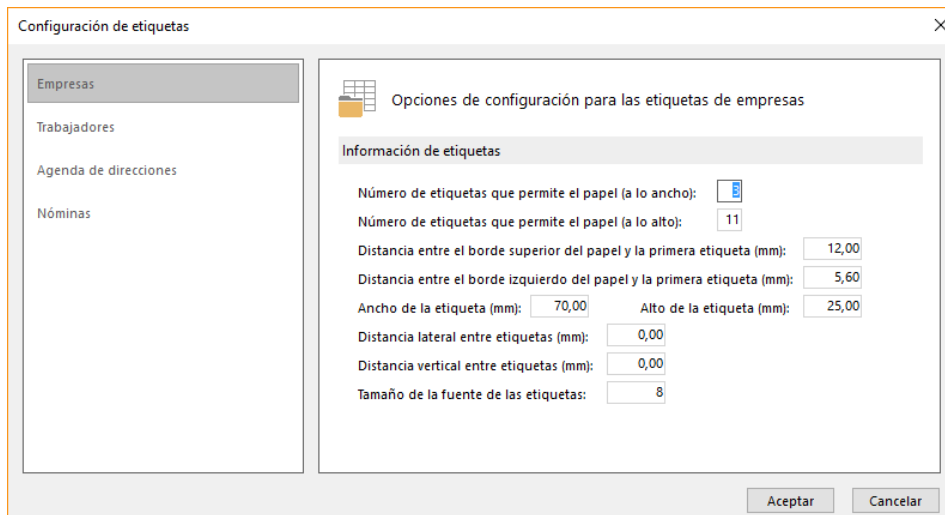 Configuración de etiquetas
Empresas
Trabajadores
Agenda de direcciones
Nóminas
Opciones de configuración para las etiquetas de empresas
Información de etiquetas
Número de etiquetas que permite el papel (a lo ancho): 3
Número de etiquetas que permite el papel (a lo alto): 11
Distancia entre el borde superior del papel y la primera etiqueta (mm): 12,00
Distancia entre el borde izquierdo del papel y la primera etiqueta (mm): 5,60
Ancho de la etiqueta (mm): 70,00 Alto de la etiqueta (mm): 25,00
Distancia lateral entre etiquetas (mm): 0,00
Distancia vertical entre etiquetas (mm): 0,00
Tamaño de la fuente de las etiquetas: 8
Aceptar Cancelar